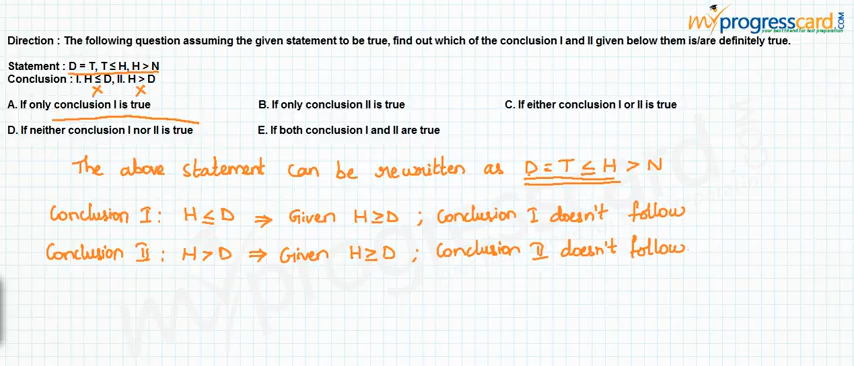 myprogresscard.com
Direction : The following question assuming the given statement to be true, find out which of the conclusion I and II given below them is/are definitely true.
Statement : D = T, T ≤ H, H > N
Conclusion : I. H ≤ D, II. H > D
x x
A. If only conclusion I is true B. If only conclusion II is true C. If either conclusion I or II is true
D. If neither conclusion I nor II is true E. If both conclusion I and II are true
The above statement can be rewritten as D = T ≤ H > N
Conclusion I : H ≤ D ⇒ Given H ≥ D ; Conclusion I doesn't follow
Conclusion II : H > D ⇒ Given H ≥ D ; Conclusion II doesn't follow